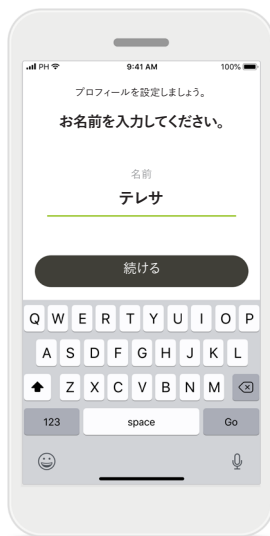 PH 9:41 AM 100%
プロフィールを設定しましょう。
お名前を入力してください。
名前
テレサ
続ける
Q W E R T Y U I O P
A S D F G H J K L
Z X C V B N M
123 space Go